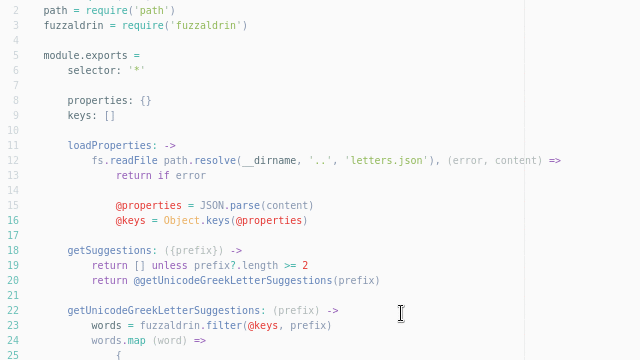 2 path = require('path')
3 fuzzaldrin = require('fuzzaldrin')
4
5 module.exports =
6 selector: '*'
7
8 properties: {}
9 keys: []
10
11 loadProperties: ->
12 fs.readFile path.resolve(__dirname, '..', 'letters.json'), (error, content) =>
13 return if error
14
15 @properties = JSON.parse(content)
16 @keys = Object.keys(@properties)
17
18 getSuggestions: ({prefix}) ->
19 return [] unless prefix?.length >= 2
20 return @getUnicodeGreekLetterSuggestions(prefix)
21
22 getUnicodeGreekLetterSuggestions: (prefix) ->
23 words = fuzzaldrin.filter(@keys, prefix)
24 words.map (word) =>
25 {